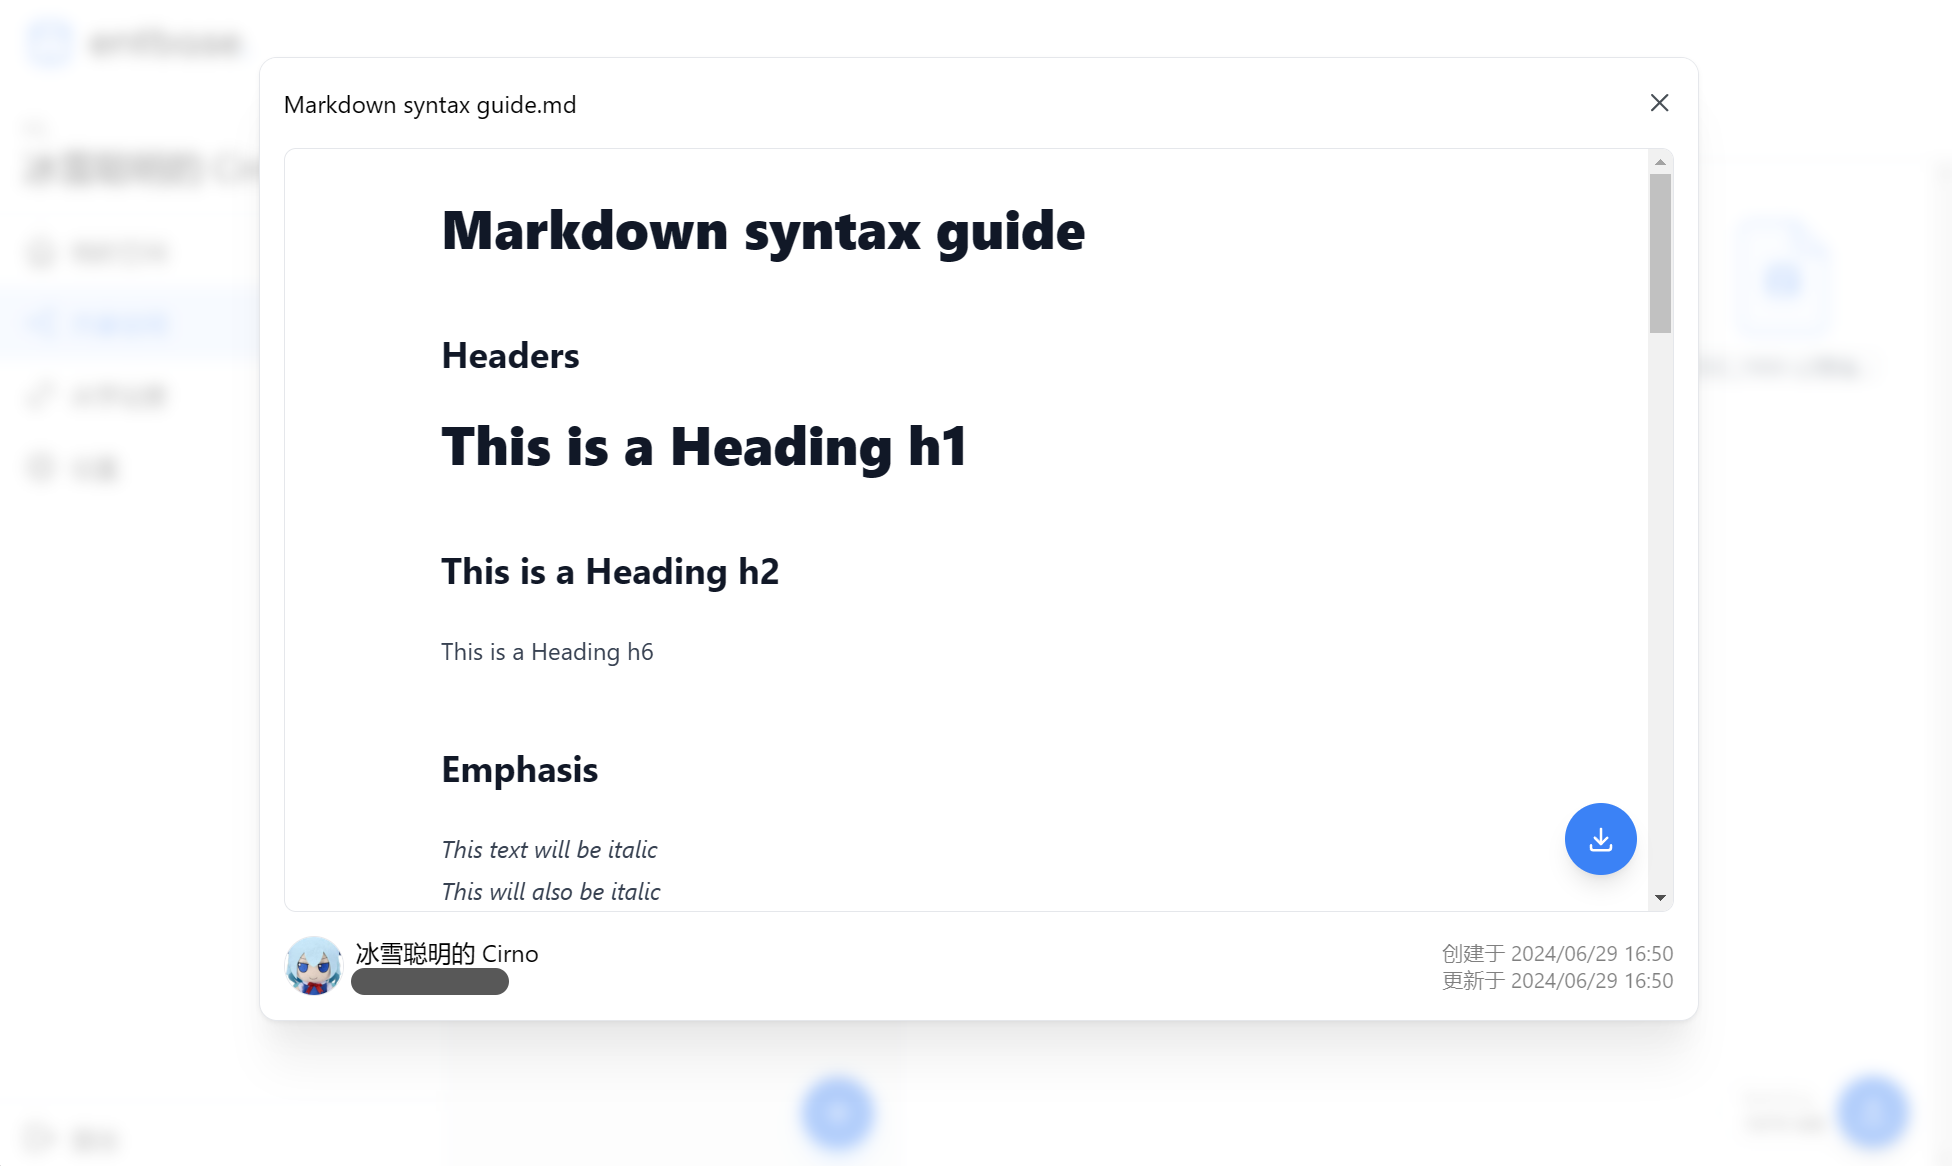 Markdown syntax guide.md
Markdown syntax guide
Headers
This is a Heading h1
This is a Heading h2
This is a Heading h6
Emphasis
This text will be italic
This will also be italic
冰雪聪明的 Cirno
创建于 2024/06/29 16:50
更新于 2024/06/29 16:50